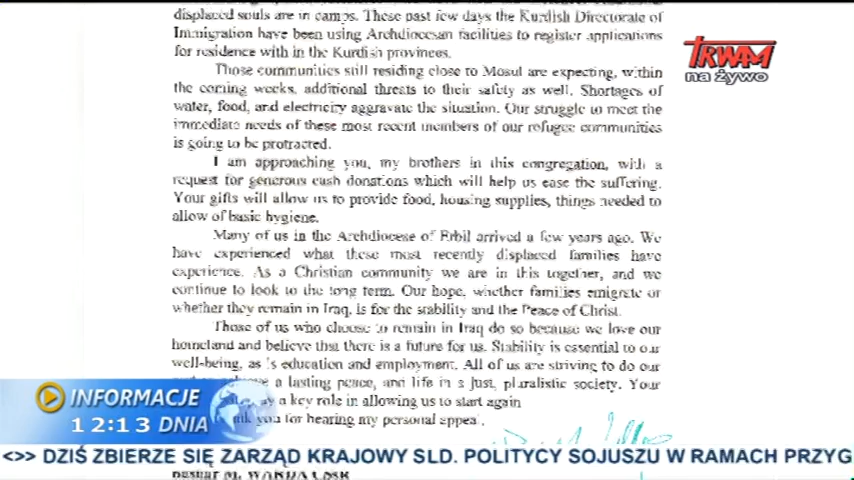 displaced souls are in camps. These past few days the Kurdish Directorate of
Immigration have been using Archdiocesan facilities to register applications
for residence with in the Kurdish provinces.
Those communities still residing close to Mosul are expecting, within
the coming weeks, additional threats to their safety as well. Shortages of
water, food, and electricity aggravate the situation. Our struggle to meet the
immediate needs of these most recent members of our refugee communities
is going to be protracted.
I am approaching you, my brothers in this congregation, with a
request for generous cash donations which will help us ease the suffering.
Your gifts will allow us to provide food, housing supplies, things needed to
allow of basic hygiene.
Many of us in the Archdiocese of Erbil arrived a few years ago. We
have experienced what these most recently displaced families have
experience. As a Christian community we are in this together, and we
continue to look to the long term. Our hope, whether families emigrate or
whether they remain in Iraq, is for the stability and the Peace of Christ.
Those of us who choose to remain in Iraq do so because we love our
homeland and believe that there is a future for us. Stability is essential to our
well-being, as is education and employment. All of us are striving to do our
a lasting peace, and life in a just, pluralistic society. Your
a key role in allowing us to start again
you for hearing my personal appeal.
TRWAM
na żywo
INFORMACJE
12:13 DNIA
<>> DZIŚ ZBIERZE SIĘ ZARZĄD KRAJOWY SLD. POLITYCY SOJUSZU W RAMACH PRZYG